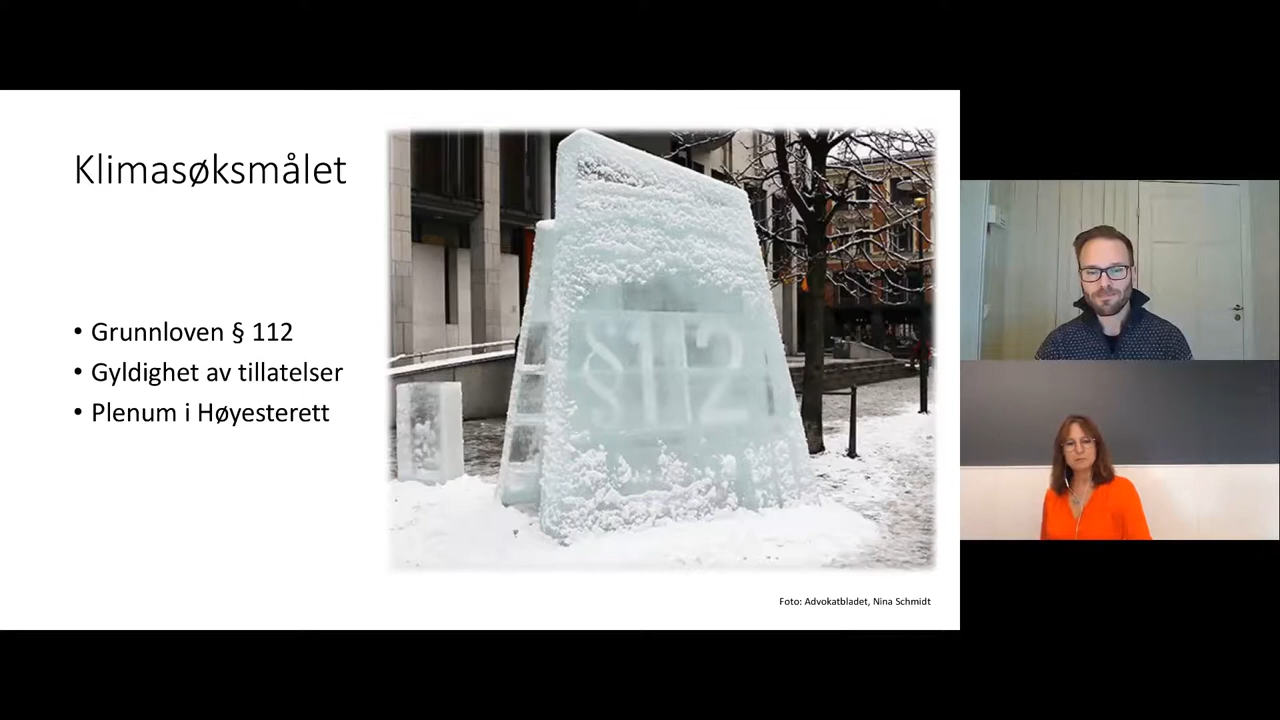 Klimasøksmålet
• Grunnloven § 112
• Gyldighet av tillatelser
• Plenum i Høyesterett
§112
Foto: Advokatbladet, Nina Schmidt